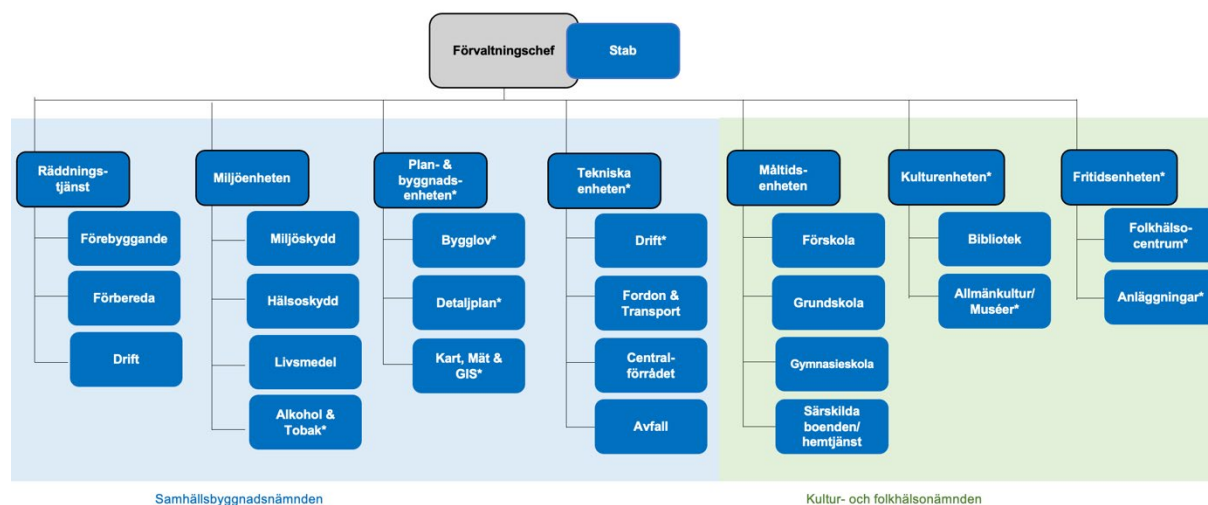 Förvaltningschef
Stab
Räddnings-
tjänst
Förebyggande
Förbereda
Drift
Miljöenheten
Miljöskydd
Hälsoskydd
Livsmedel
Alkohol &
Tobak*
Plan- &
byggnads-
enheten*
Bygglov*
Detaljplan*
Kart, Mät &
GIS*
Tekniska
enheten*
Drift*
Fordon &
Transport
Central-
förrådet
Avfall
Måltids-
enheten
Förskola
Grundskola
Gymnasieskola
Särskilda
boenden/
hemtjänst
Kulturenheten*
Bibliotek
Allmänkultur/
Muséer*
Fritidsenheten*
Folkhälso-
centrum*
Anläggningar*
Samhällsbyggnadsnämnden
Kultur- och folkhälsonämnden